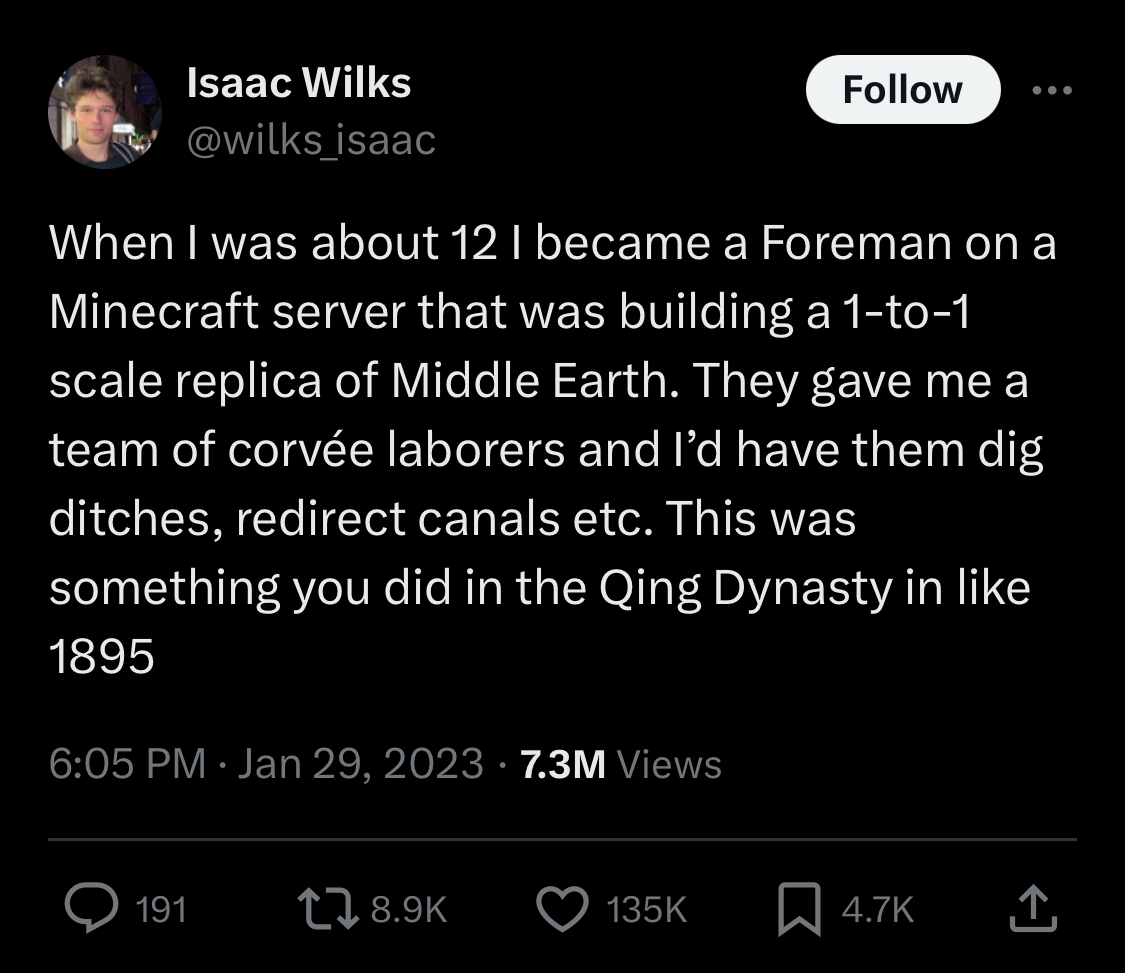 Isaac Wilks
@wilks_isaac
Follow
When I was about 12 I became a Foreman on a
Minecraft server that was building a 1-to-1
scale replica of Middle Earth. They gave me a
team of corvée laborers and I’d have them dig
ditches, redirect canals etc. This was
something you did in the Qing Dynasty in like
1895
6:05 PM · Jan 29, 2023 · 7.3M Views
191 8.9K 135K 4.7K